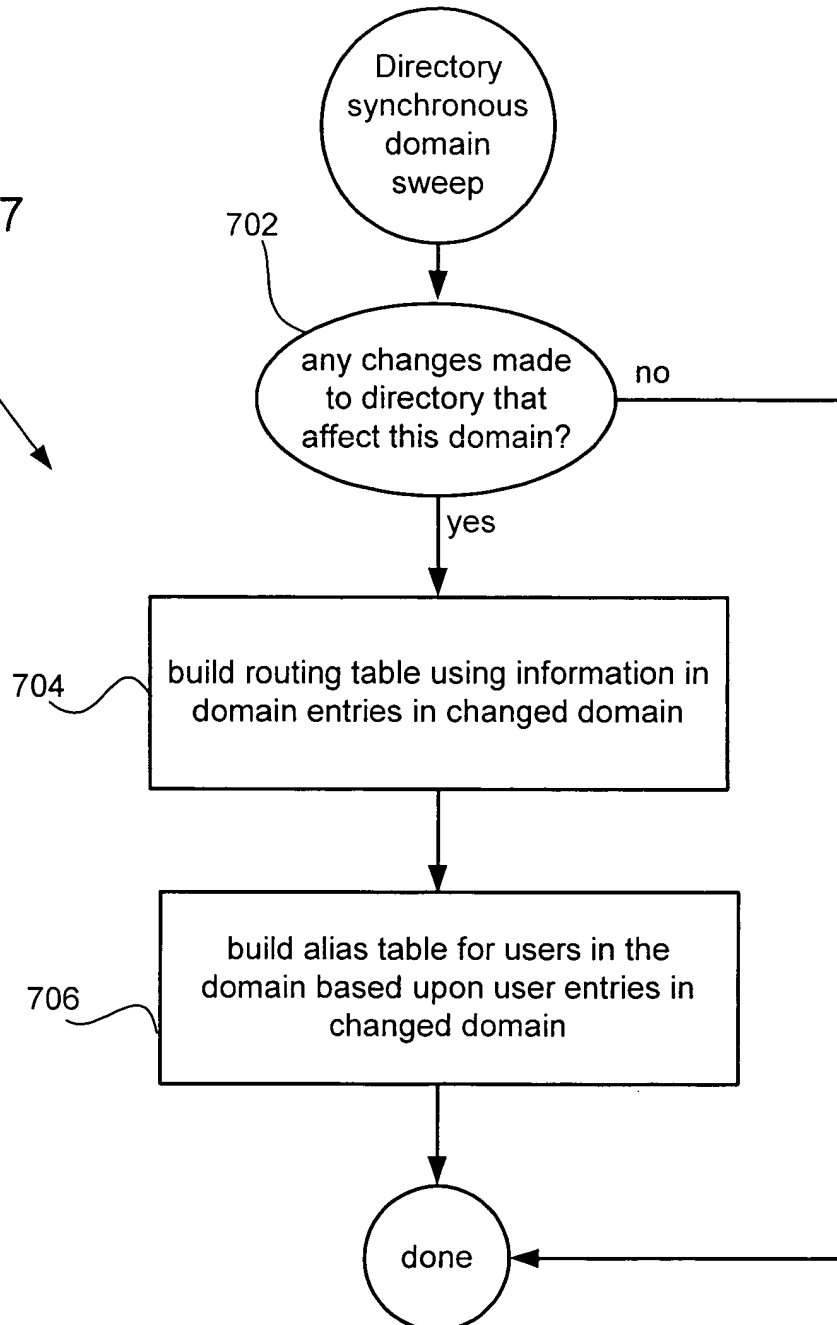 Directory
synchronous
domain
sweep
7
702
any changes made
to directory that
affect this domain?
no
yes
704
build routing table using information in
domain entries in changed domain
706
build alias table for users in the
domain based upon user entries in
changed domain
done